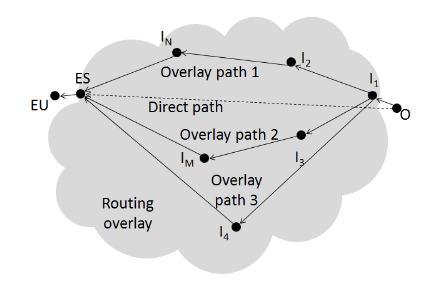 I_N
I_2
Overlay path 1
ES
I_1
EU
Direct path
O
Overlay path 2
I_M
I_3
Overlay
path 3
Routing
overlay
I_4